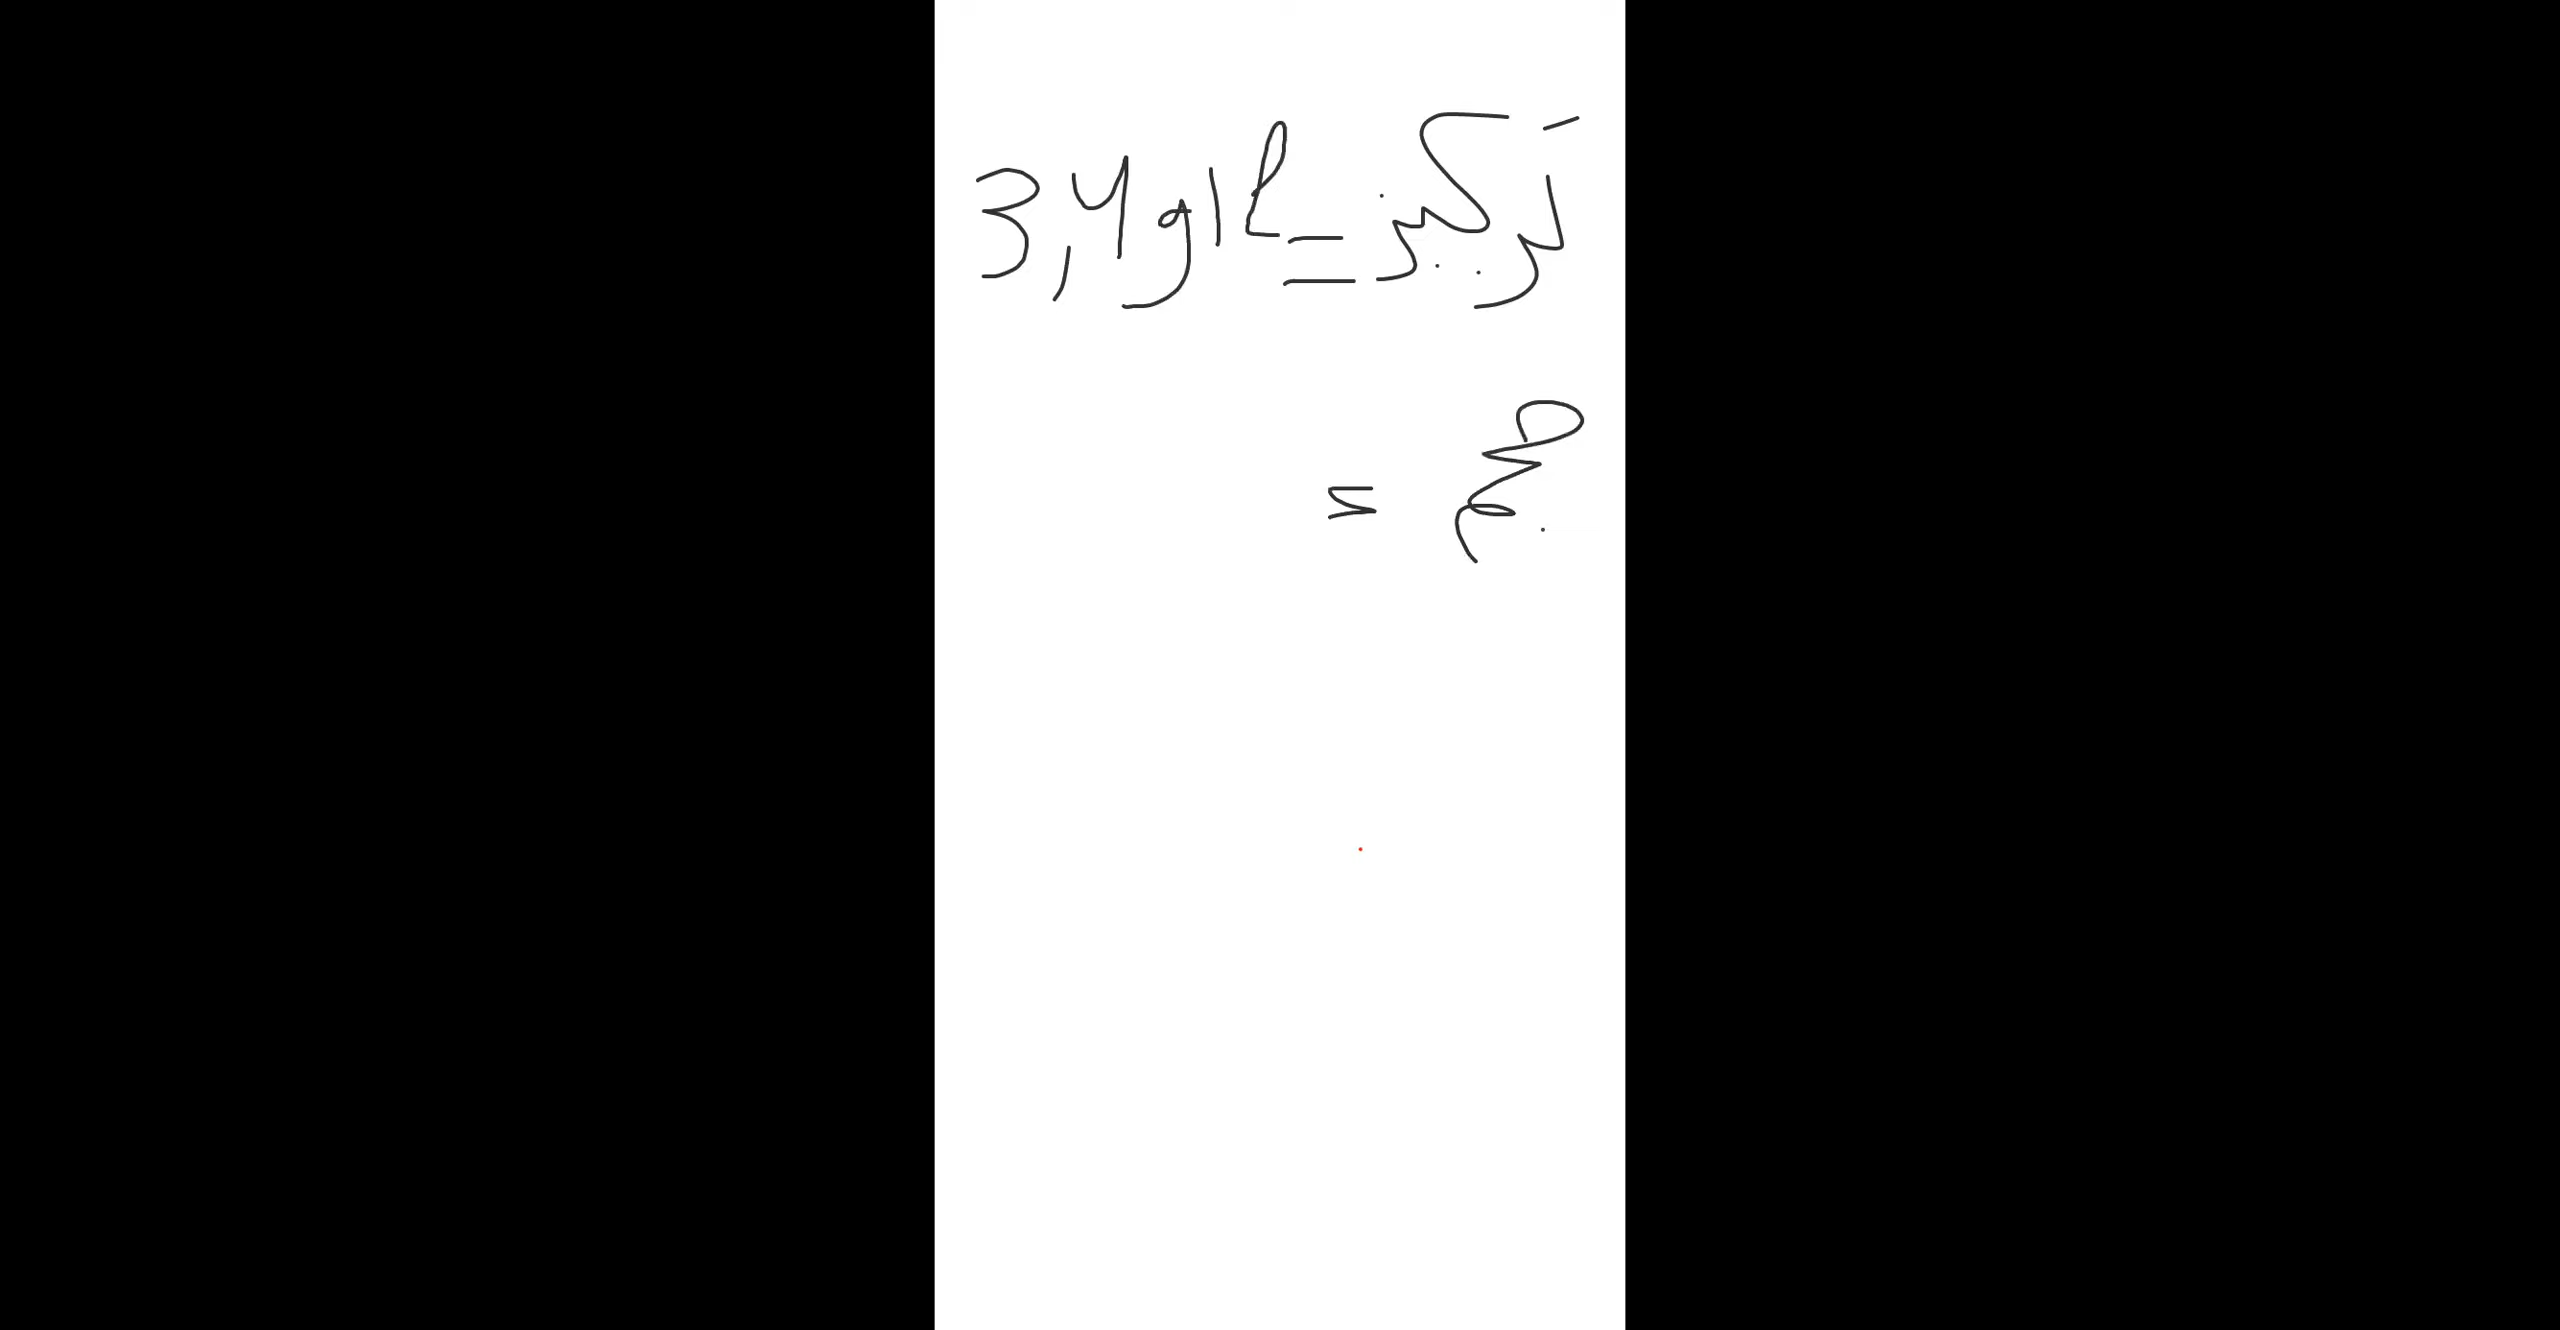 تركيز = 3,4g/l
حجم =